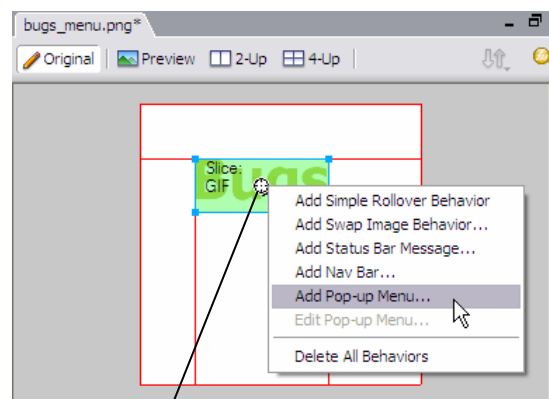 bugs_menu.png*
Original Preview 2-Up 4-Up
Slice:
GIF
Bugs
Add Simple Rollover Behavior
Add Swap Image Behavior...
Add Status Bar Message...
Add Nav Bar...
Add Pop-up Menu...
Edit Pop-up Menu...
Delete All Behaviors